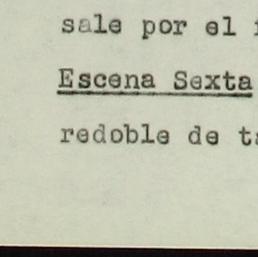 sale por el
Escena Sexta
redoble de